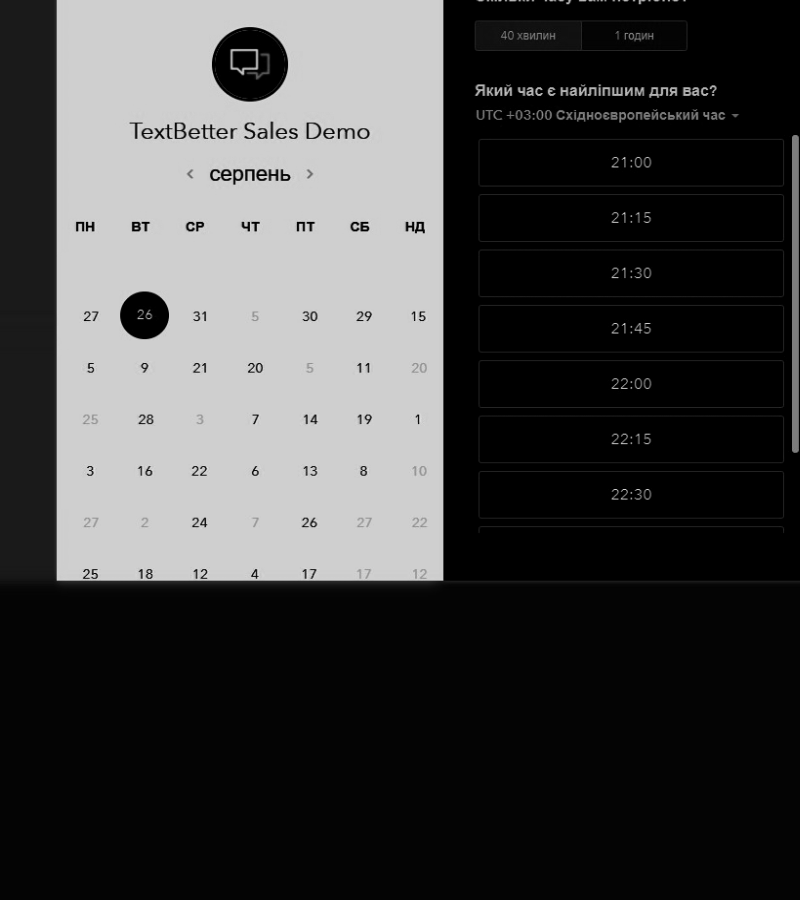 TextBetter Sales Demo
серпень
ПН ВТ СР ЧТ ПТ СБ НД
27 26 31 5 30 29 15
5 9 21 20 5 11 20
25 28 3 7 14 19 1
3 16 22 6 13 8 10
27 2 24 7 26 27 22
25 18 12 4 17 17 12
40 хвилин
1 годин
Який час є найліпшим для вас?
UTC +03:00 Східноєвропейський час
21:00
21:15
21:30
21:45
22:00
22:15
22:30